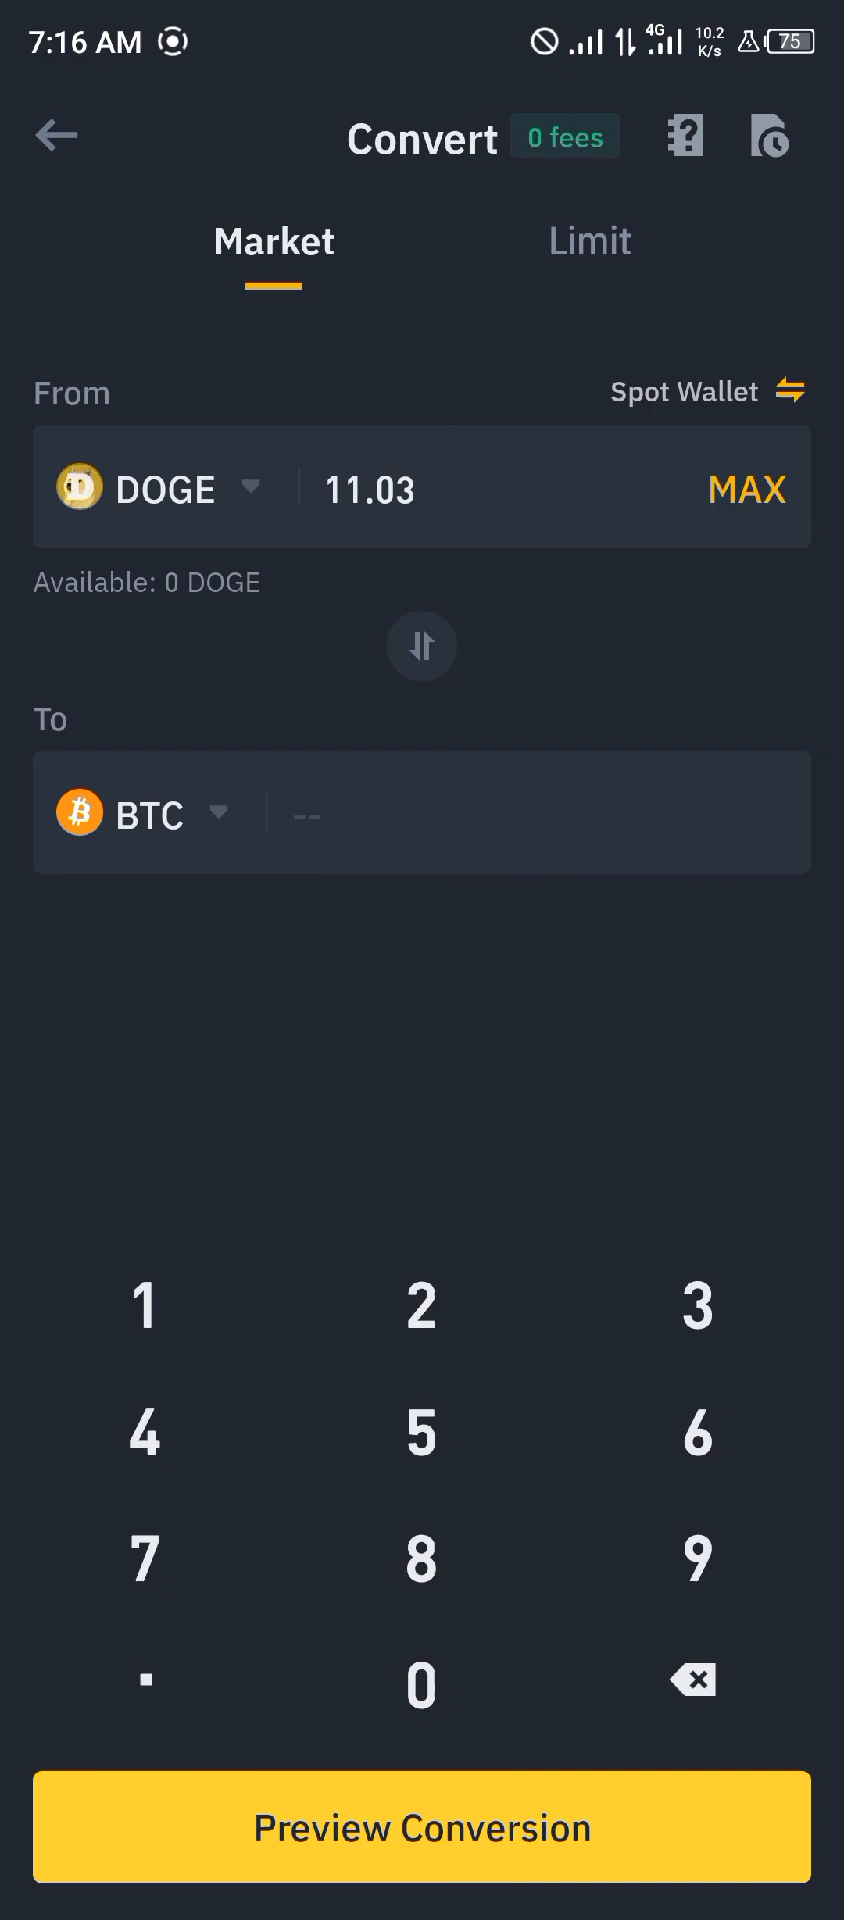 7:16 AM 4G 10.2 K/s 75
Convert 0 fees
Market Limit
From Spot Wallet
DOGE 11.03 MAX
Available: 0 DOGE
To
BTC --
1 2 3
4 5 6
7 8 9
. 0
Preview Conversion